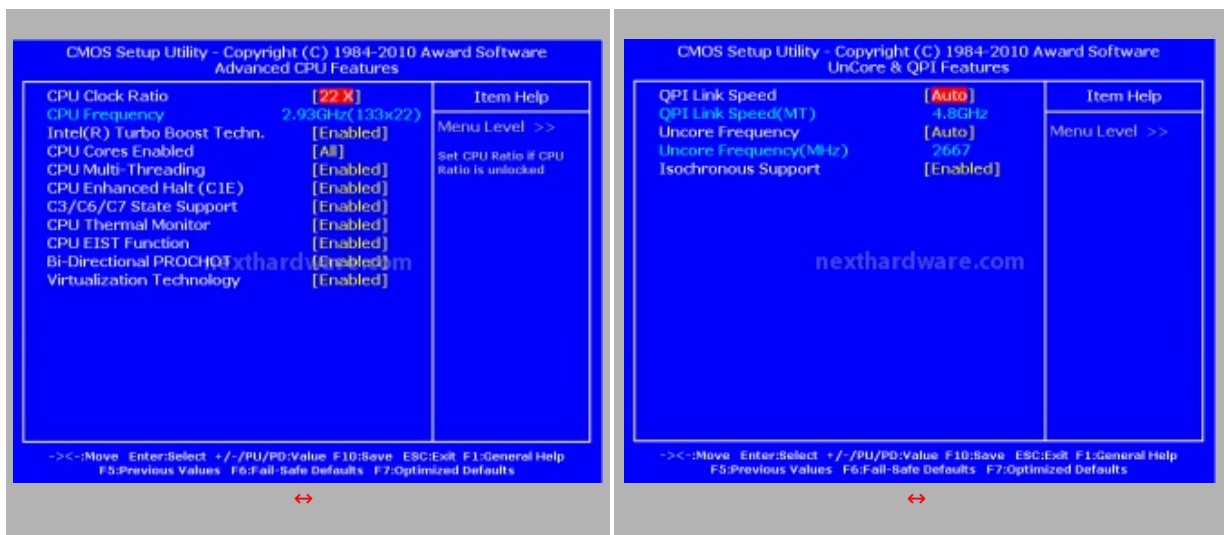 CMOS Setup Utility - Copyright (C) 1984-2010 Award Software
Advanced CPU Features
CPU Clock Ratio [22 X]
CPU Frequency 2.93GHz(133x22)
Intel(R) Turbo Boost Techn. [Enabled]
CPU Cores Enabled [All]
CPU Multi-Threading [Enabled]
CPU Enhanced Halt (C1E) [Enabled]
C3/C6/C7 State Support [Enabled]
CPU Thermal Monitor [Enabled]
CPU EIST Function [Enabled]
Bi-Directional PROCHOT [Enabled]
Virtualization Technology [Enabled]
Item Help
Menu Level >>
Set CPU Ratio if CPU
Ratio is unlocked
nexthardware.com
-><-:Move Enter:Select +/-/PU/PD:Value F10:Save ESC:Exit F1:General Help
F5:Previous Values F6:Fail-Safe Defaults F7:Optimized Defaults
CMOS Setup Utility - Copyright (C) 1984-2010 Award Software
UnCore & QPI Features
QPI Link Speed [Auto]
QPI Link Speed(MT) 4.8GHz
Uncore Frequency [Auto]
Uncore Frequency(MHz) 2667
Isochronous Support [Enabled]
Item Help
Menu Level >>
nexthardware.com
-><-:Move Enter:Select +/-/PU/PD:Value F10:Save ESC:Exit F1:General Help
F5:Previous Values F6:Fail-Safe Defaults F7:Optimized Defaults